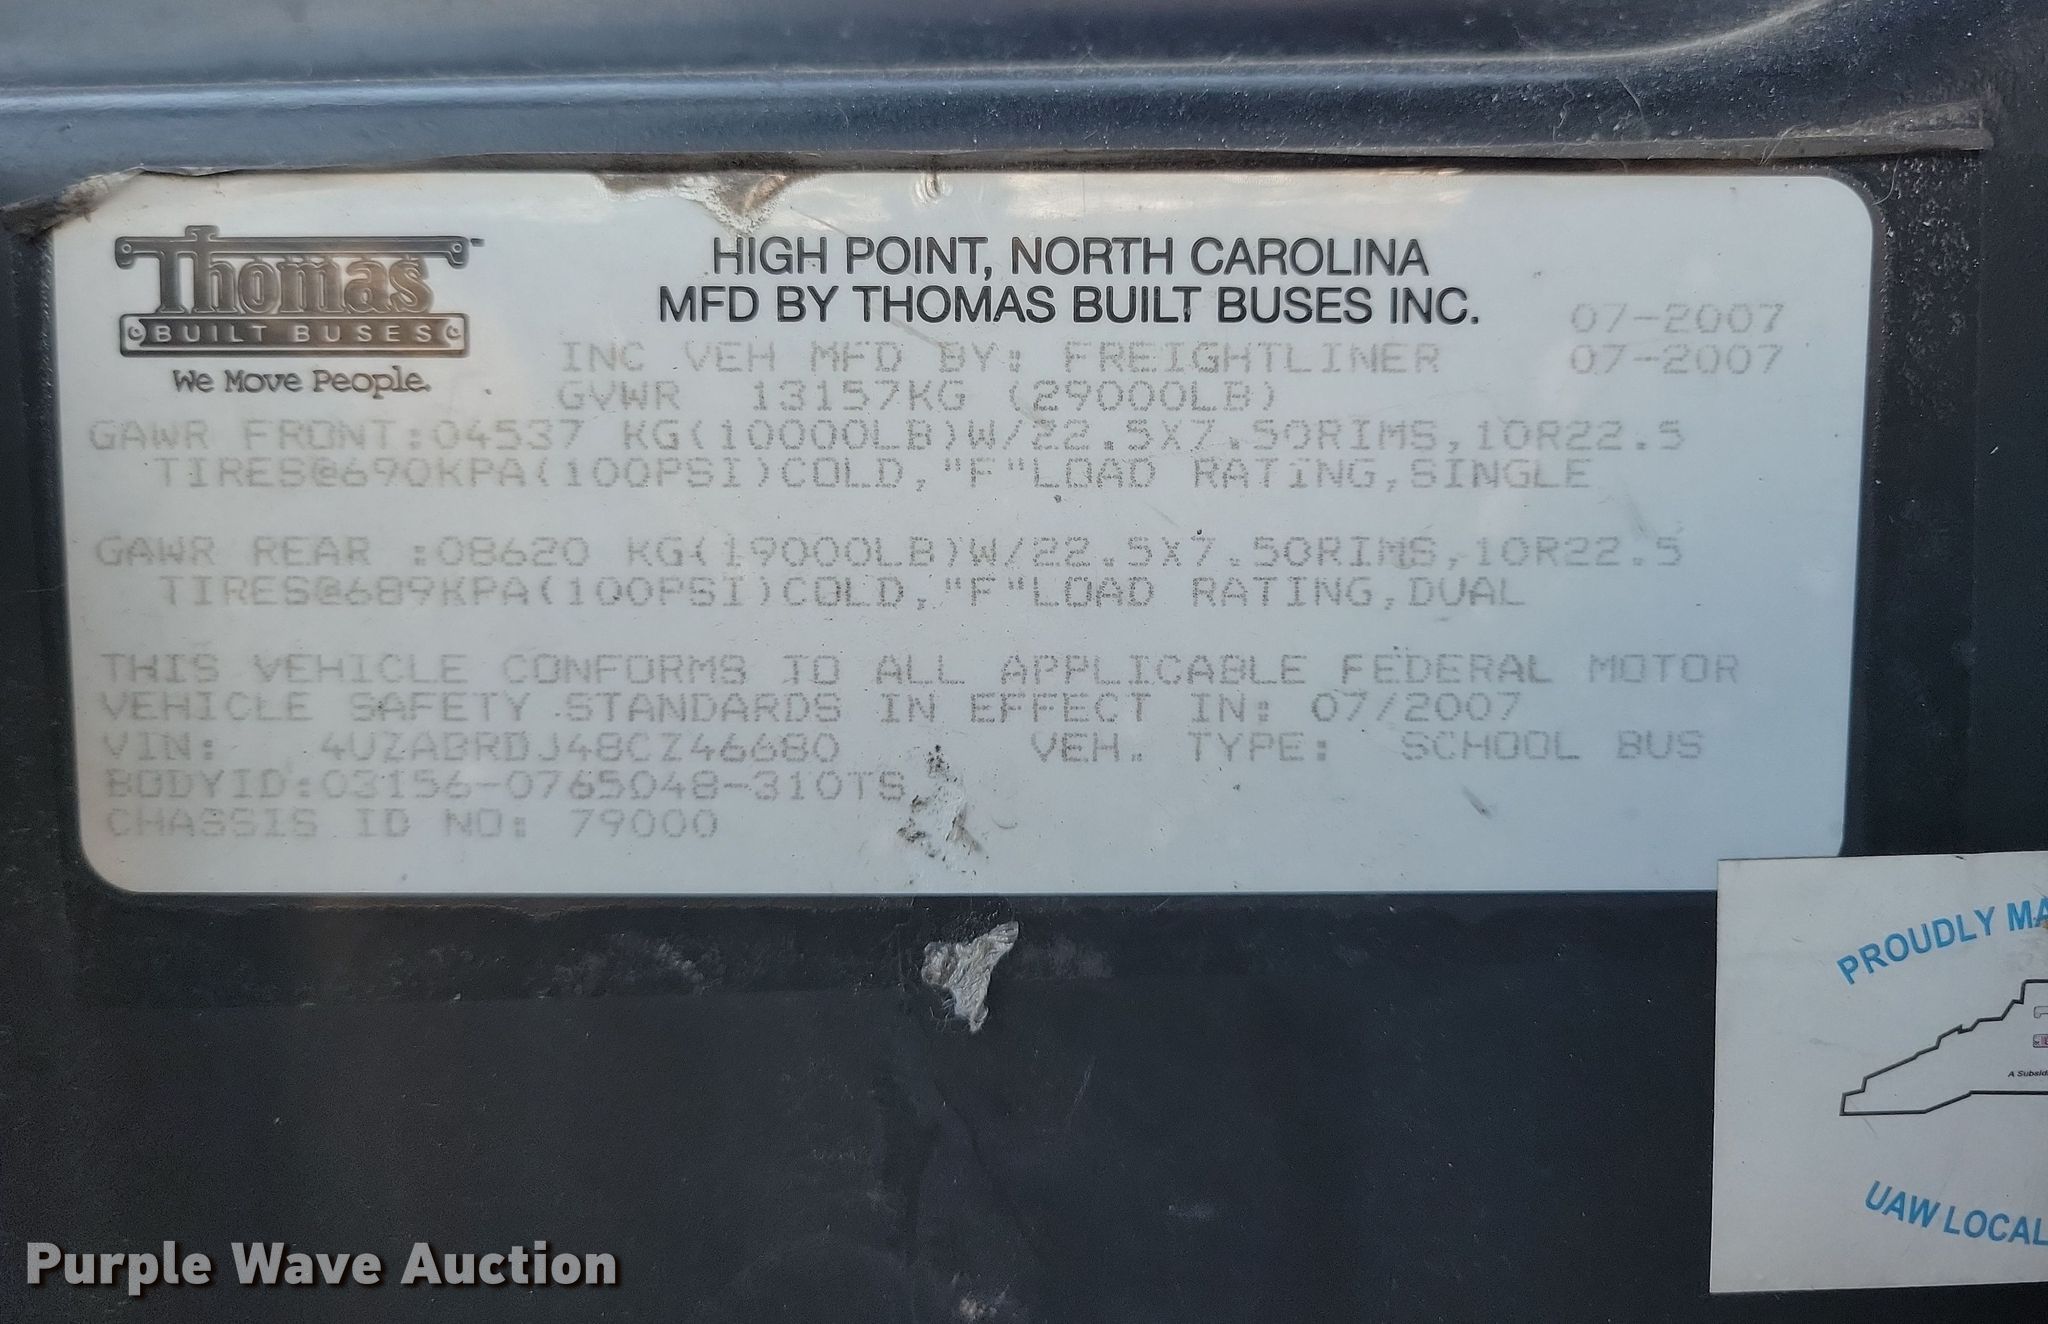 Thomas
BUILT BUSES
We Move People.
HIGH POINT, NORTH CAROLINA
MFD BY THOMAS BUILT BUSES INC. 07-2007
INC VEH MFD BY: FREIGHTLINER 07-2007
GVWR 13157KG (29000LB)
GAWR FRONT:04537 KG(10000LB)W/22.5X7.50RIMS,10R22.5
TIRES@690KPA(100PSI)COLD,"F"LOAD RATING,SINGLE
GAWR REAR :08620 KG(19000LB)W/22.5X7.50RIMS,10R22.5
TIRES@689KPA(100PSI)COLD,"F"LOAD RATING,DUAL
THIS VEHICLE CONFORMS TO ALL APPLICABLE FEDERAL MOTOR
VEHICLE SAFETY STANDARDS IN EFFECT IN: 07/2007
VIN: 4UZABRDJ48CZ46680 VEH. TYPE: SCHOOL BUS
BODYID:03156-0765048-310TS
CHASSIS ID NO: 79000
PROUDLY MA
A Subsid
UAW LOCAL
Purple Wave Auction